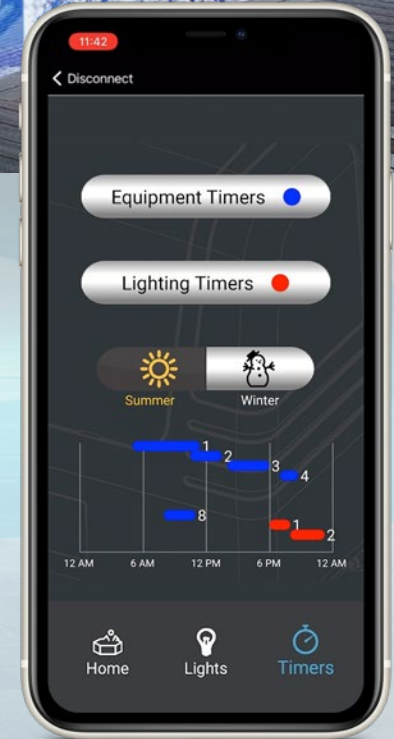 11:42
Disconnect
Equipment Timers
Lighting Timers
Summer
Winter
1
2
3
4
8
1
2
12 AM 6 AM 12 PM 6 PM 12 AM
Home Lights Timers